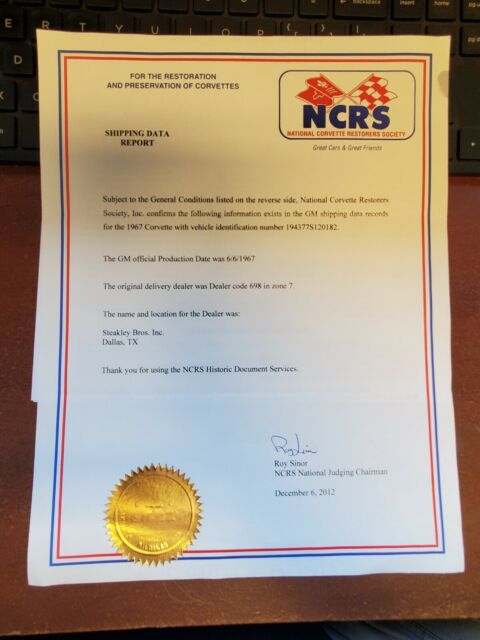 FOR THE RESTORATION
AND PRESERVATION OF CORVETTES
NCRS
NATIONAL CORVETTE RESTORERS SOCIETY
Great Cars & Great Friends
SHIPPING DATA
REPORT
Subject to the General Conditions listed on the reverse side, National Corvette Restorers
Society, Inc. confirms the following information exists in the GM shipping data records
for the 1967 Corvette with vehicle identification number 194377S120182.
The GM official Production Date was 6/6/1967
The original delivery dealer was Dealer code 698 in zone 7.
The name and location for the Dealer was:
Steakley Bros. Inc.
Dallas, TX
Thank you for using the NCRS Historic Document Services.
Roy Sinor
NCRS National Judging Chairman
December 6, 2012
backspace
insert
home
E R T Y U I O P
D